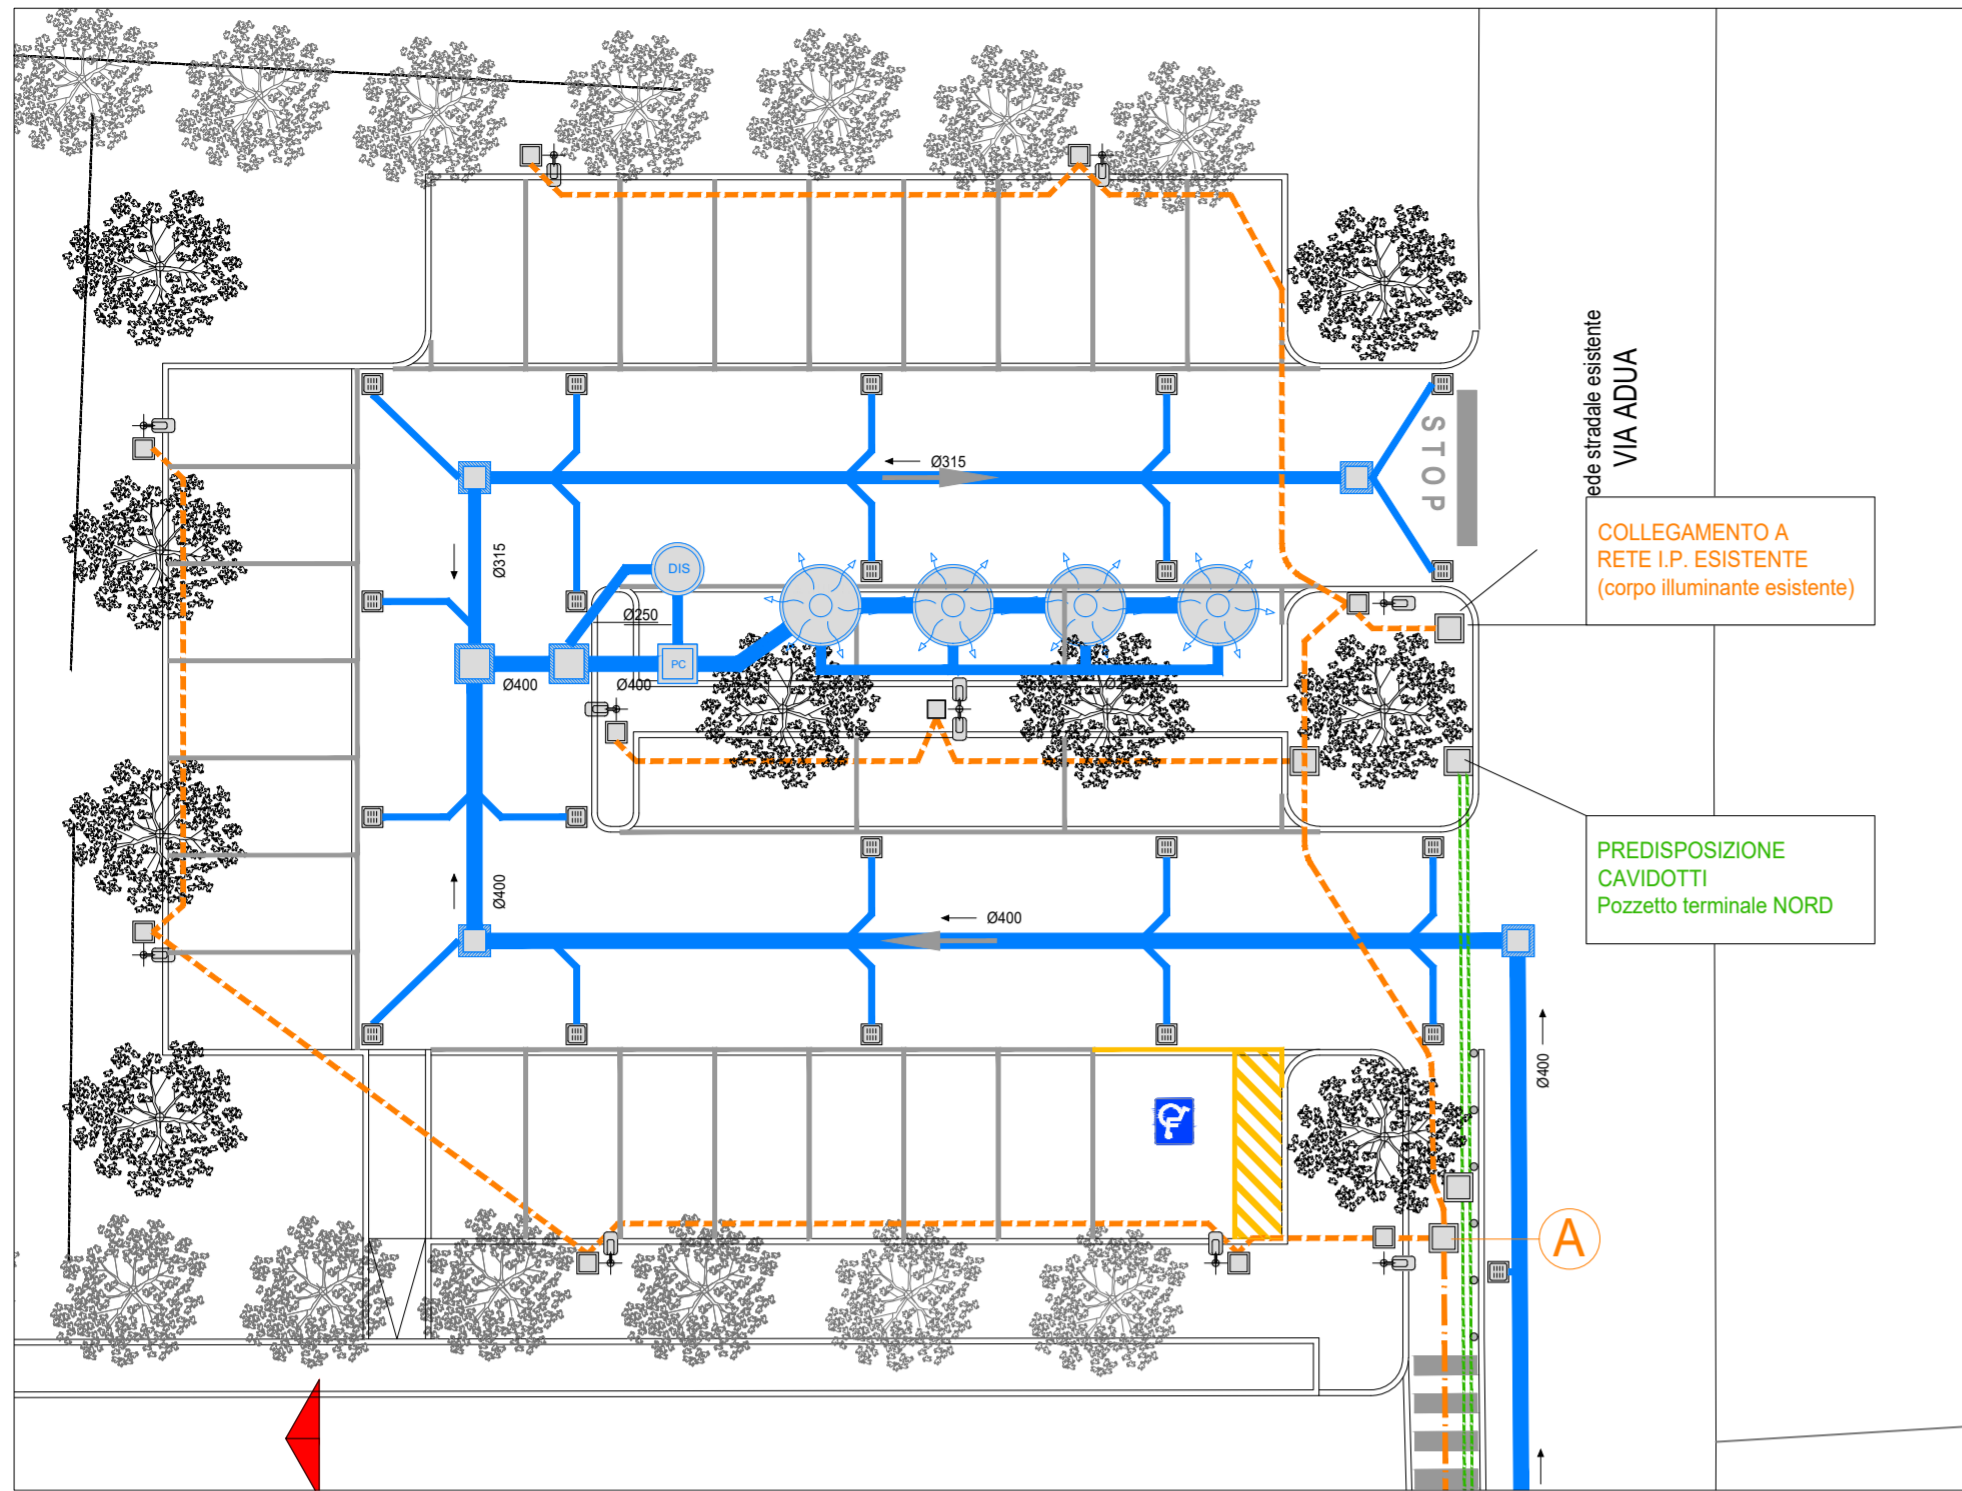 Ø315
STOP
ede stradale esistente
VIA ADUA
COLLEGAMENTO A
RETE I.P. ESISTENTE
(corpo illuminante esistente)
Ø315
DIS
Ø250
PC
Ø400
Ø400
PREDISPOSIZIONE
CAVIDOTTI
Pozzetto terminale NORD
Ø400
Ø400
Ø400
A